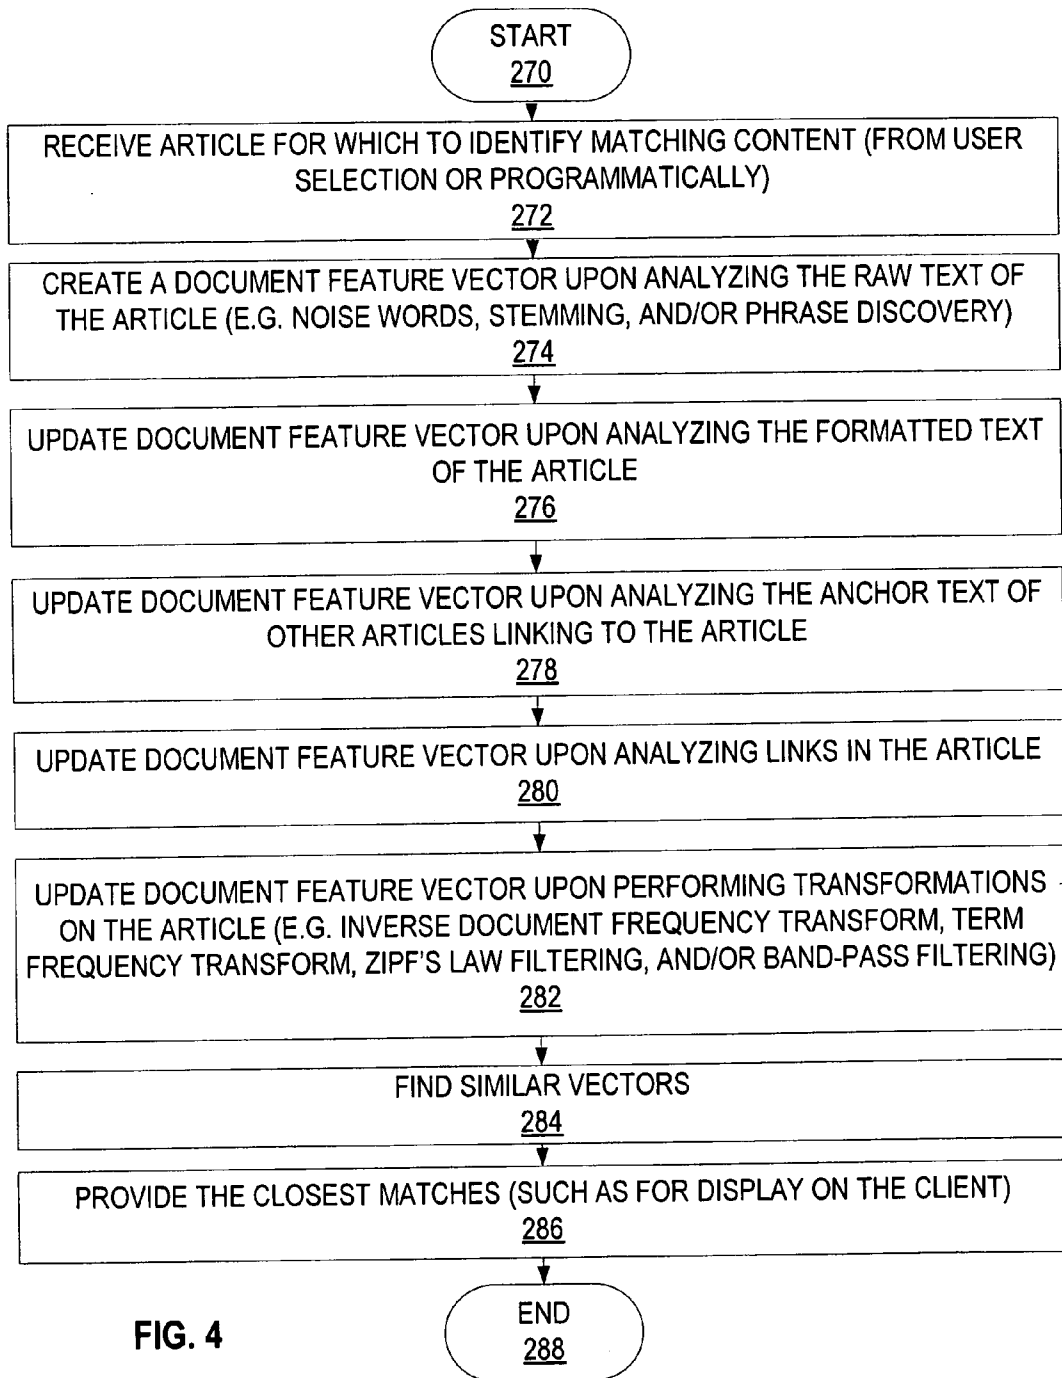 START
270
RECEIVE ARTICLE FOR WHICH TO IDENTIFY MATCHING CONTENT (FROM USER
SELECTION OR PROGRAMMATICALLY)
272
CREATE A DOCUMENT FEATURE VECTOR UPON ANALYZING THE RAW TEXT OF
THE ARTICLE (E.G. NOISE WORDS, STEMMING, AND/OR PHRASE DISCOVERY)
274
UPDATE DOCUMENT FEATURE VECTOR UPON ANALYZING THE FORMATTED TEXT
OF THE ARTICLE
276
UPDATE DOCUMENT FEATURE VECTOR UPON ANALYZING THE ANCHOR TEXT OF
OTHER ARTICLES LINKING TO THE ARTICLE
278
UPDATE DOCUMENT FEATURE VECTOR UPON ANALYZING LINKS IN THE ARTICLE
280
UPDATE DOCUMENT FEATURE VECTOR UPON PERFORMING TRANSFORMATIONS
ON THE ARTICLE (E.G. INVERSE DOCUMENT FREQUENCY TRANSFORM, TERM
FREQUENCY TRANSFORM, ZIPF'S LAW FILTERING, AND/OR BAND-PASS FILTERING)
282
FIND SIMILAR VECTORS
284
PROVIDE THE CLOSEST MATCHES (SUCH AS FOR DISPLAY ON THE CLIENT)
286
END
288
FIG. 4